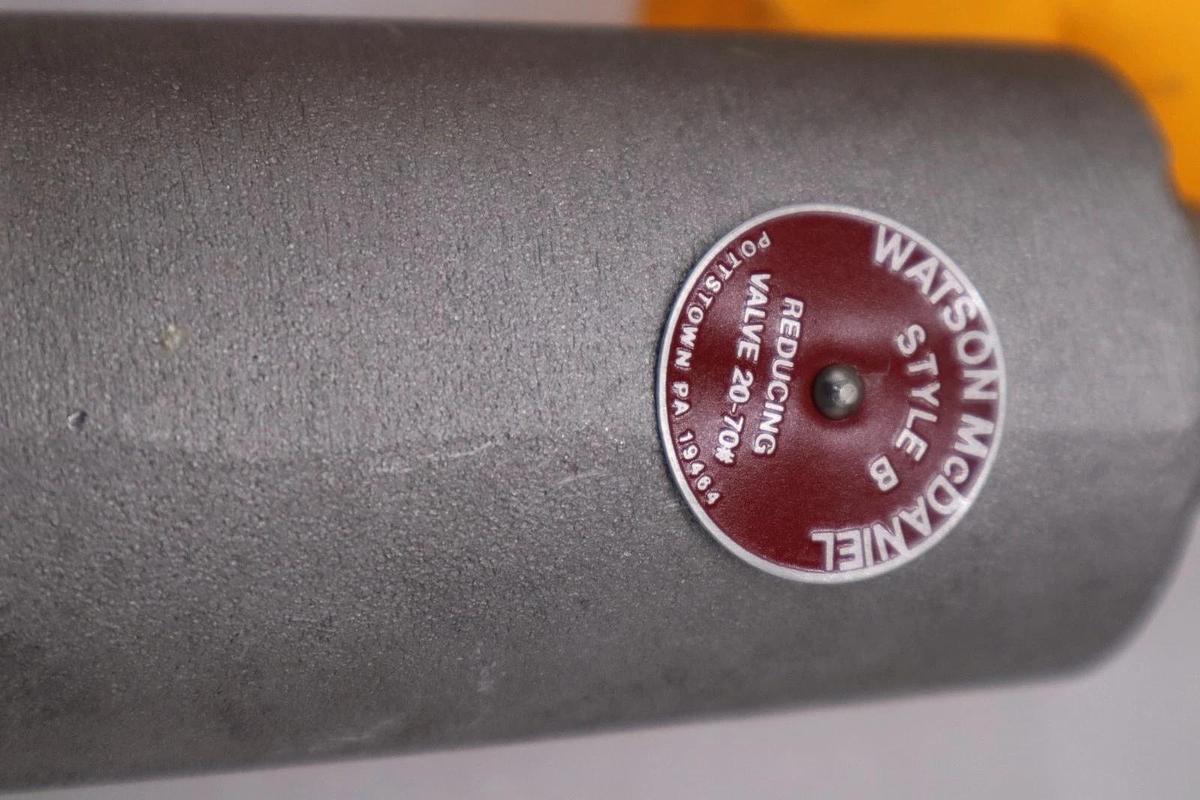 WATSON McDANIEL
STYLE B
REDUCING
VALVE 20-70#
POTTSTOWN PA 19464